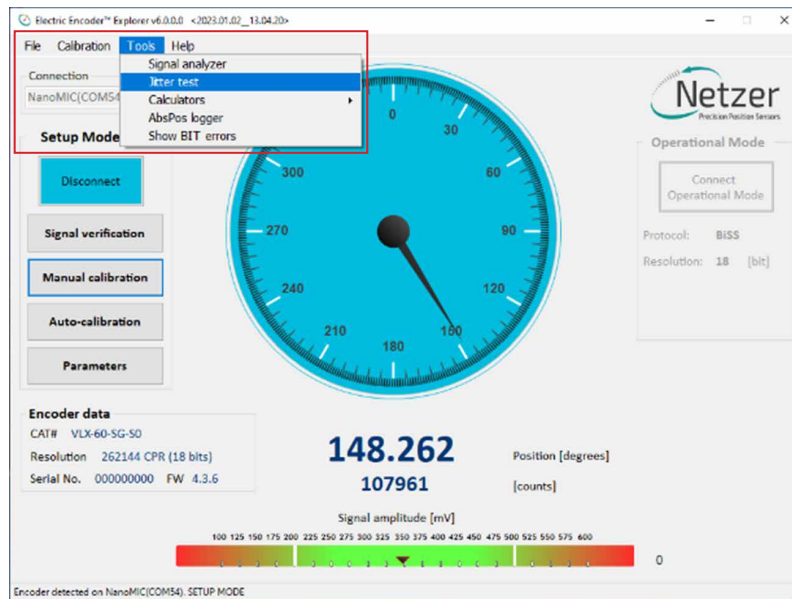 Electric Encoder™ Explorer v6.0.0.0 <2023.01.02__13.04.20>
File Calibration Tools Help
Signal analyzer
Jitter test
Calculators
AbsPos logger
Show BIT errors
Connection
NanoMIC(COM54
Setup Mode
Disconnect
Signal verification
Manual calibration
Auto-calibration
Parameters
0
30
60
90
120
150
180
210
240
270
300
Netzer
Precision Position Sensors
Operational Mode
Connect
Operational Mode
Protocol: BiSS
Resolution: 18 [bit]
Encoder data
CAT# VLX-60-SG-S0
Resolution 262144 CPR (18 bits)
Serial No. 000000000 FW 4.3.6
148.262 Position [degrees]
107961 [counts]
Signal amplitude [mV]
100 125 150 175 200 225 250 275 300 325 350 375 400 425 450 475 500 525 550 575 600
0
Encoder detected on NanoMIC(COM54). SETUP MODE